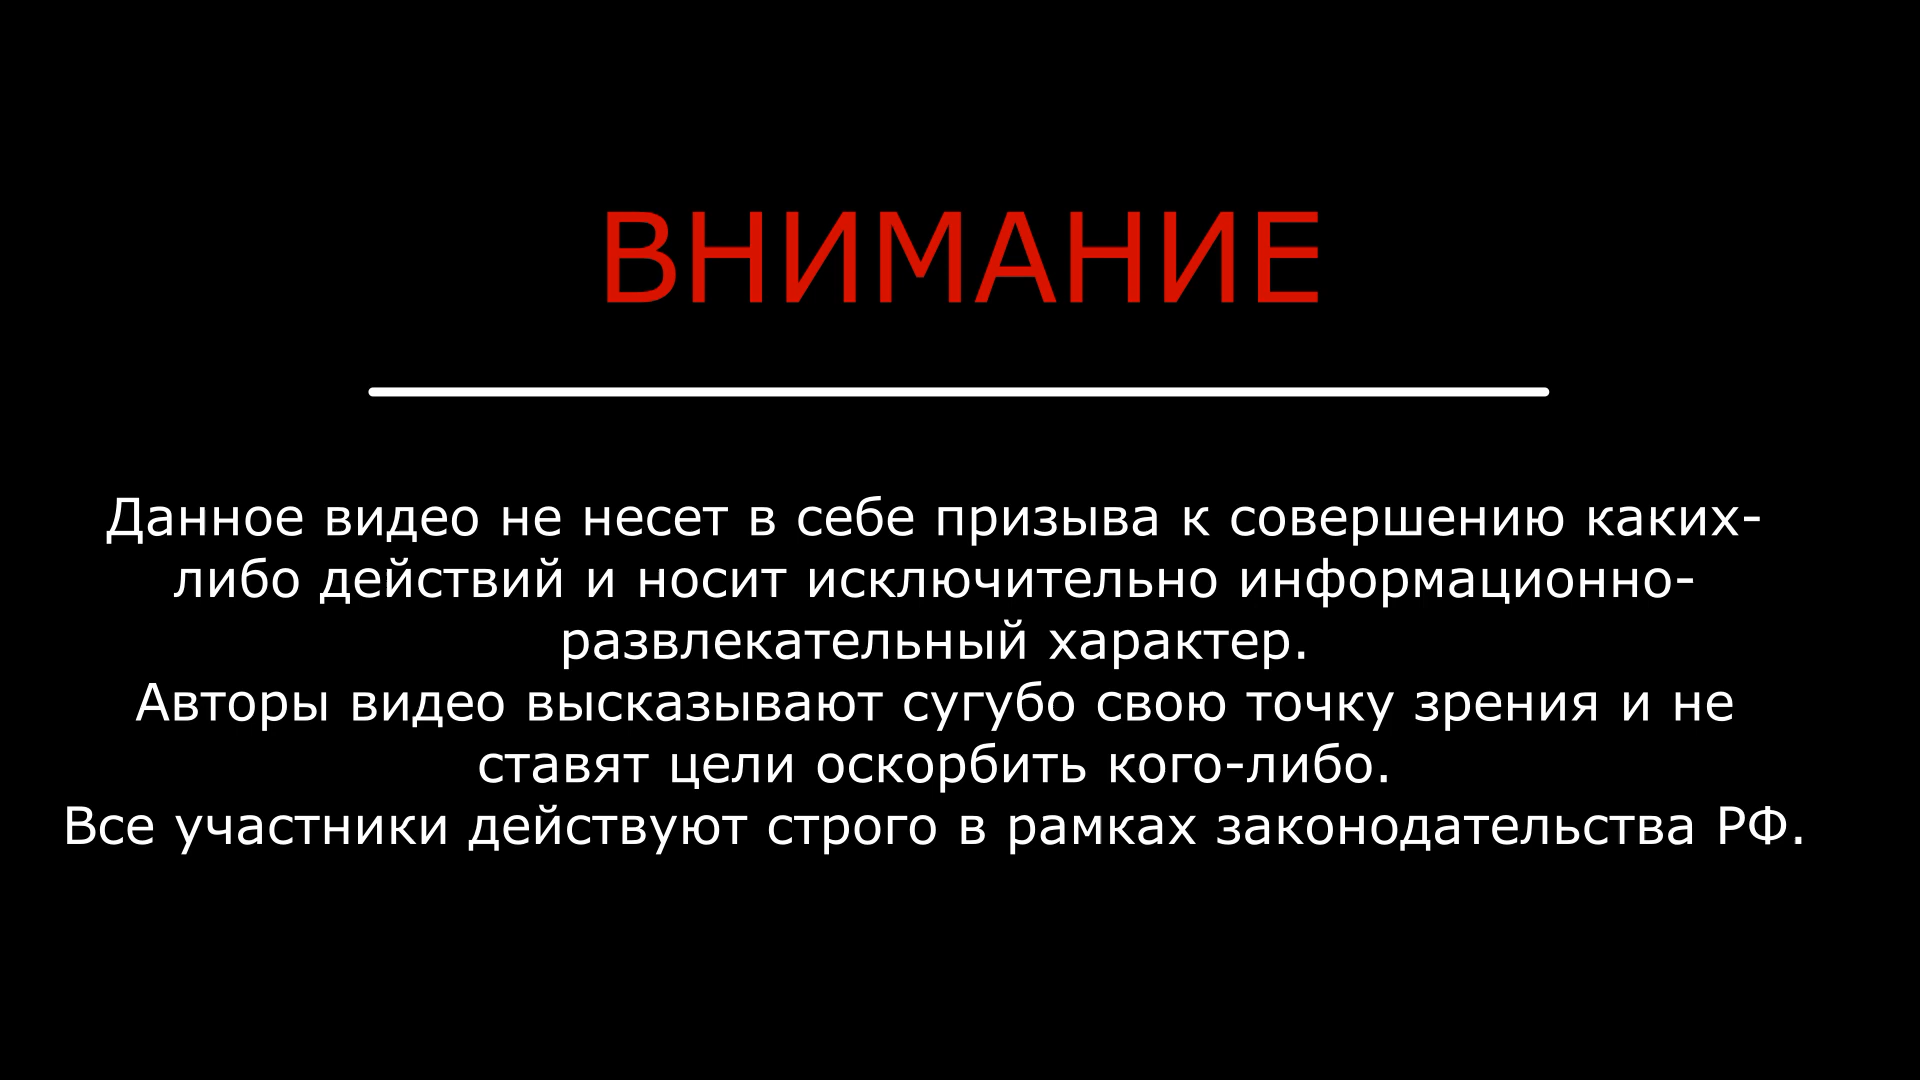 ВНИМАНИЕ
Данное видео не несет в себе призыва к совершению каких-
либо действий и носит исключительно информационно-
развлекательный характер.
Авторы видео высказывают сугубо свою точку зрения и не
ставят цели оскорбить кого-либо.
Все участники действуют строго в рамках законодательства РФ.